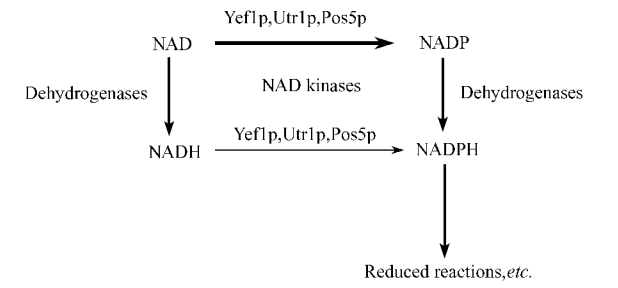 Yef1p,Utr1p,Pos5p
NAD
NADP
Dehydrogenases
NAD kinases
Dehydrogenases
Yef1p,Utr1p,Pos5p
NADH
NADPH
Reduced reactions,etc.